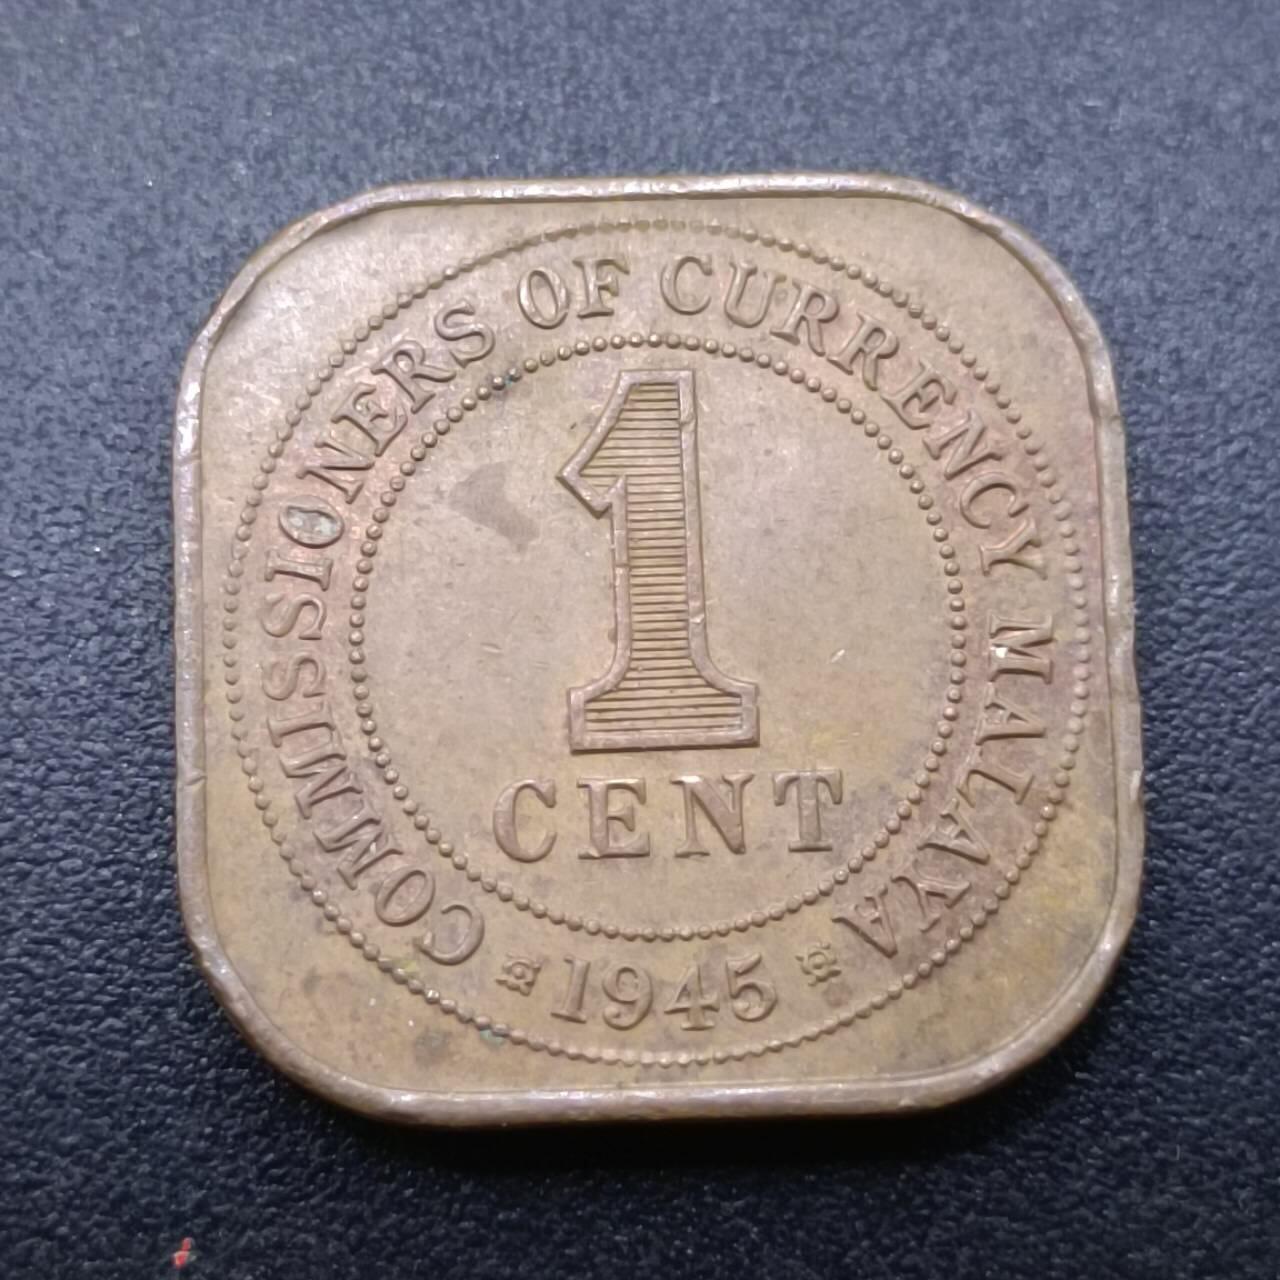 COMMISSIONERS OF CURRENCY MALAYA
1
CENT
1945